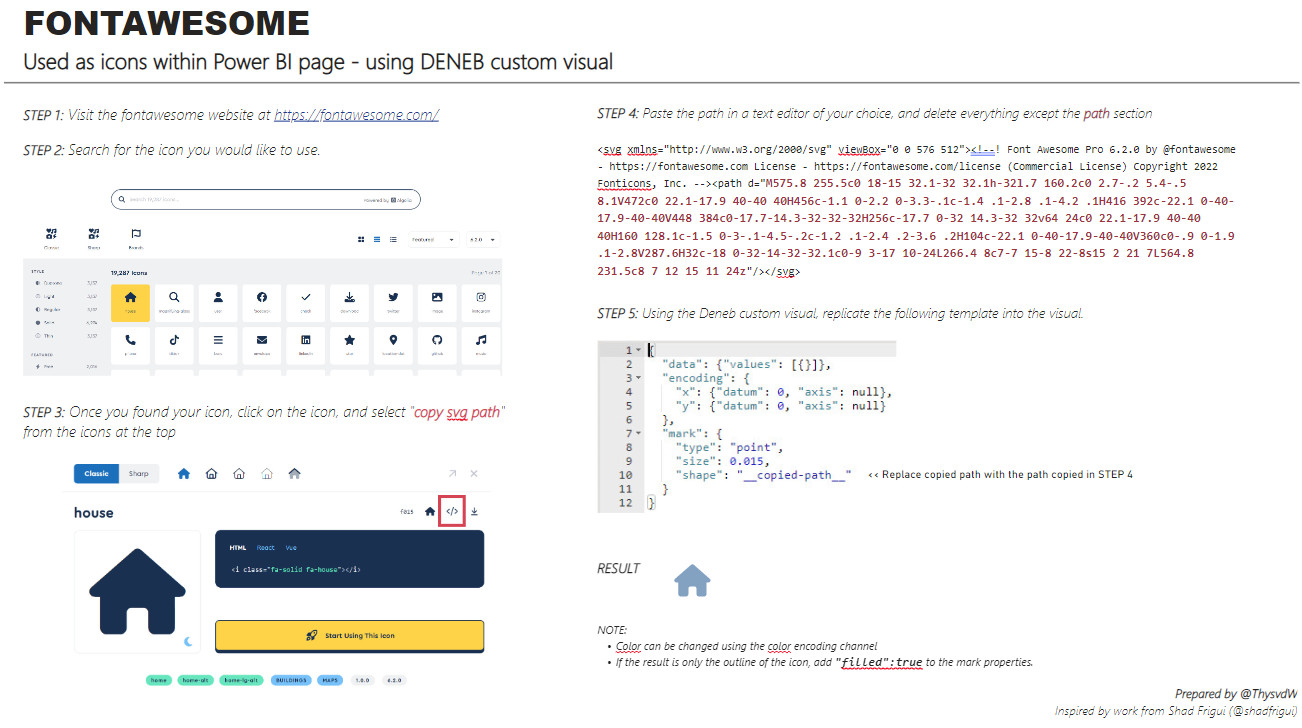 FONTAWESOME
Used as icons within Power BI page - using DENEB custom visual
STEP 1: Visit the fontawesome website at https://fontawesome.com/
STEP 2: Search for the icon you would like to use.
Search 19,287 icons...
Powered by Algolia
Classic
Sharp
Brands
Featured
6.2.0
STYLE
19,287 Icons
Light
Regular
Solid
Thin
FEATURED
house
magnifying-glass
user
facebook
check
download
twitter
image
instagram
phone
tiktok
bars
envelope
linkedin
star
location-dot
github
music
STEP 3: Once you found your icon, click on the icon, and select "copy svg path"
from the icons at the top
Classic
Sharp
house
f015
HTML React Vue
<i class="fa-solid fa-house"></i>
Start Using This Icon
home
home-alt
home-lg-alt
BUILDINGS
MAPS
1.0.0
6.2.0
STEP 4: Paste the path in a text editor of your choice, and delete everything except the path section
<svg xmlns="http://www.w3.org/2000/svg" viewBox="0 0 576 512"><!--! Font Awesome Pro 6.2.0 by @fontawesome
- https://fontawesome.com License - https://fontawesome.com/license (Commercial License) Copyright 2022
Fonticons, Inc. --><path d="M575.8 255.5c0 18-15 32.1-32 32.1h-32l.7 160.2c0 2.7-.2 5.4-.5
8.1V472c0 22.1-17.9 40-40 40H456c-1.1 0-2.2 0-3.3-.1c-1.4 .1-2.8 .1-4.2 .1H416 392c-22.1 0-40-
17.9-40-40V448 384c0-17.7-14.3-32-32-32H256c-17.7 0-32 14.3-32 32v64 24c0 22.1-17.9 40-40
40H160 128.1c-1.5 0-3-.1-4.5-.2c-1.2 .1-2.4 .2-3.6 .2H104c-22.1 0-40-17.9-40-40V360c0-.9 0-1.9
.1-2.8V287.6H32c-18 0-32-14-32-32.1c0-9 3-17 10-24L266.4 8c7-7 15-8 22-8s15 2 21 7L564.8
231.5c8 7 12 15 11 24z"/></svg>
STEP 5: Using the Deneb custom visual, replicate the following template into the visual.
1 {
2 "data": {"values": [{}]},
3 "encoding": {
4 "x": {"datum": 0, "axis": null},
5 "y": {"datum": 0, "axis": null}
6 },
7 "mark": {
8 "type": "point",
9 "size": 0.015,
10 "shape": "__copied-path__" << Replace copied path with the path copied in STEP 4
11 }
12 }
RESULT
NOTE:
• Color can be changed using the color encoding channel
• If the result is only the outline of the icon, add "filled":true to the mark properties.
Prepared by @ThysvdW
Inspired by work from Shad Frigui (@shadfrigui)